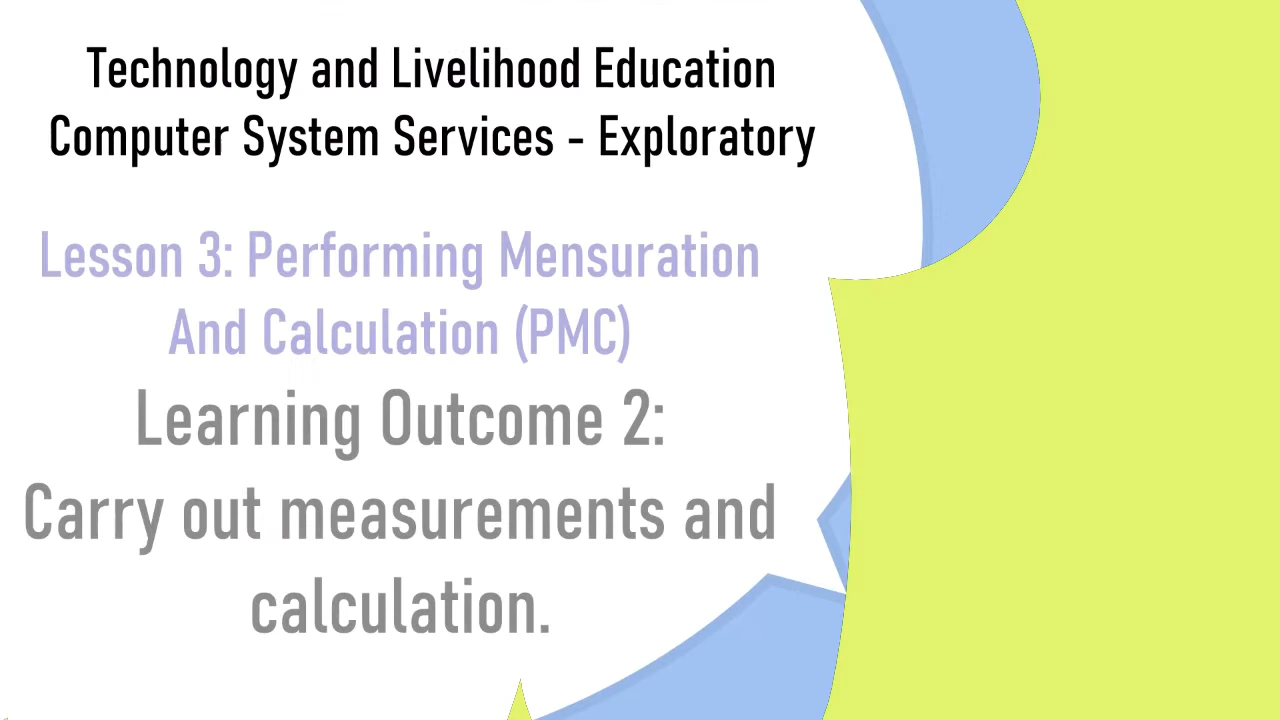 Technology and Livelihood Education
Computer System Services - Exploratory
Lesson 3: Performing Mensuration
And Calculation (PMC)
Learning Outcome 2:
Carry out measurements and
calculation.